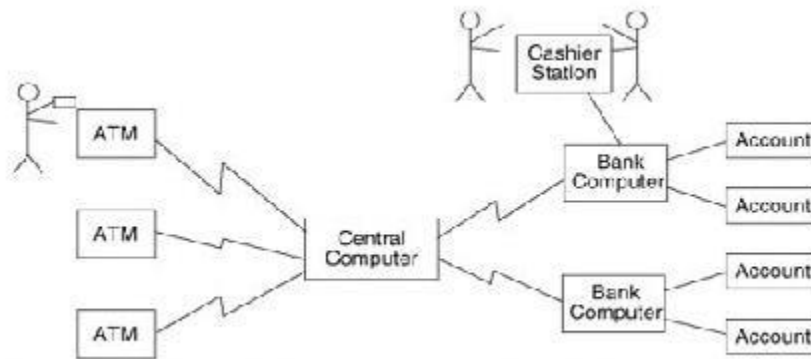 Cashier
Station
ATM
Bank
Computer
Account
Account
ATM
Central
Computer
Account
Bank
Computer
ATM
Account